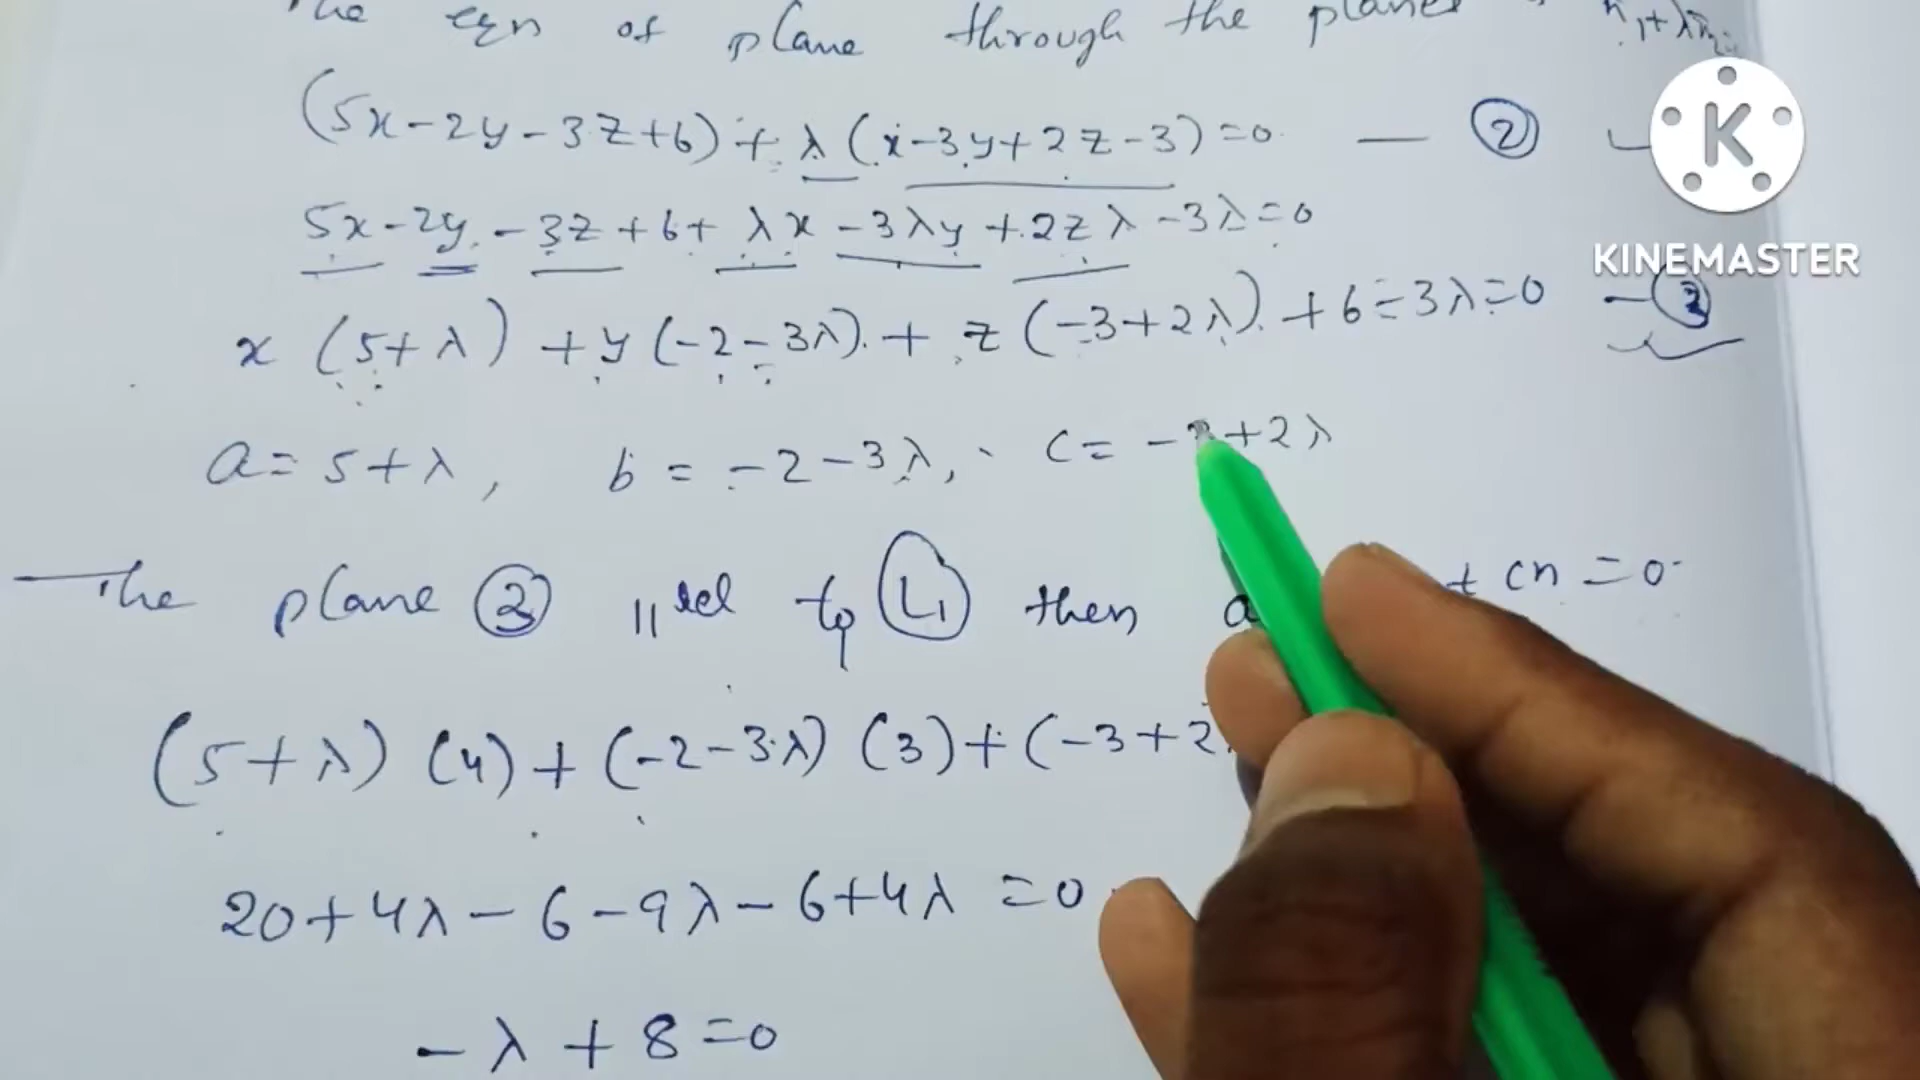 The eqn of plane through the planes
(5x-2y-3z+6) + λ (x-3y+2z-3) =0 — ②
5x-2y-3z+6+λx-3λy+2zλ-3λ=0
x (5+λ) +y (-2-3λ) + z (-3+2λ) +6-3λ=0 — ③
a=5+λ, b = -2-3λ, c= -3+2λ
The plane ③ ||lel to L₁ then a + cn =0
(5+λ) (4) + (-2-3λ) (3) + (-3+2
20+4λ-6-9λ-6+4λ =0
-λ+8=0
K
KINEMASTER